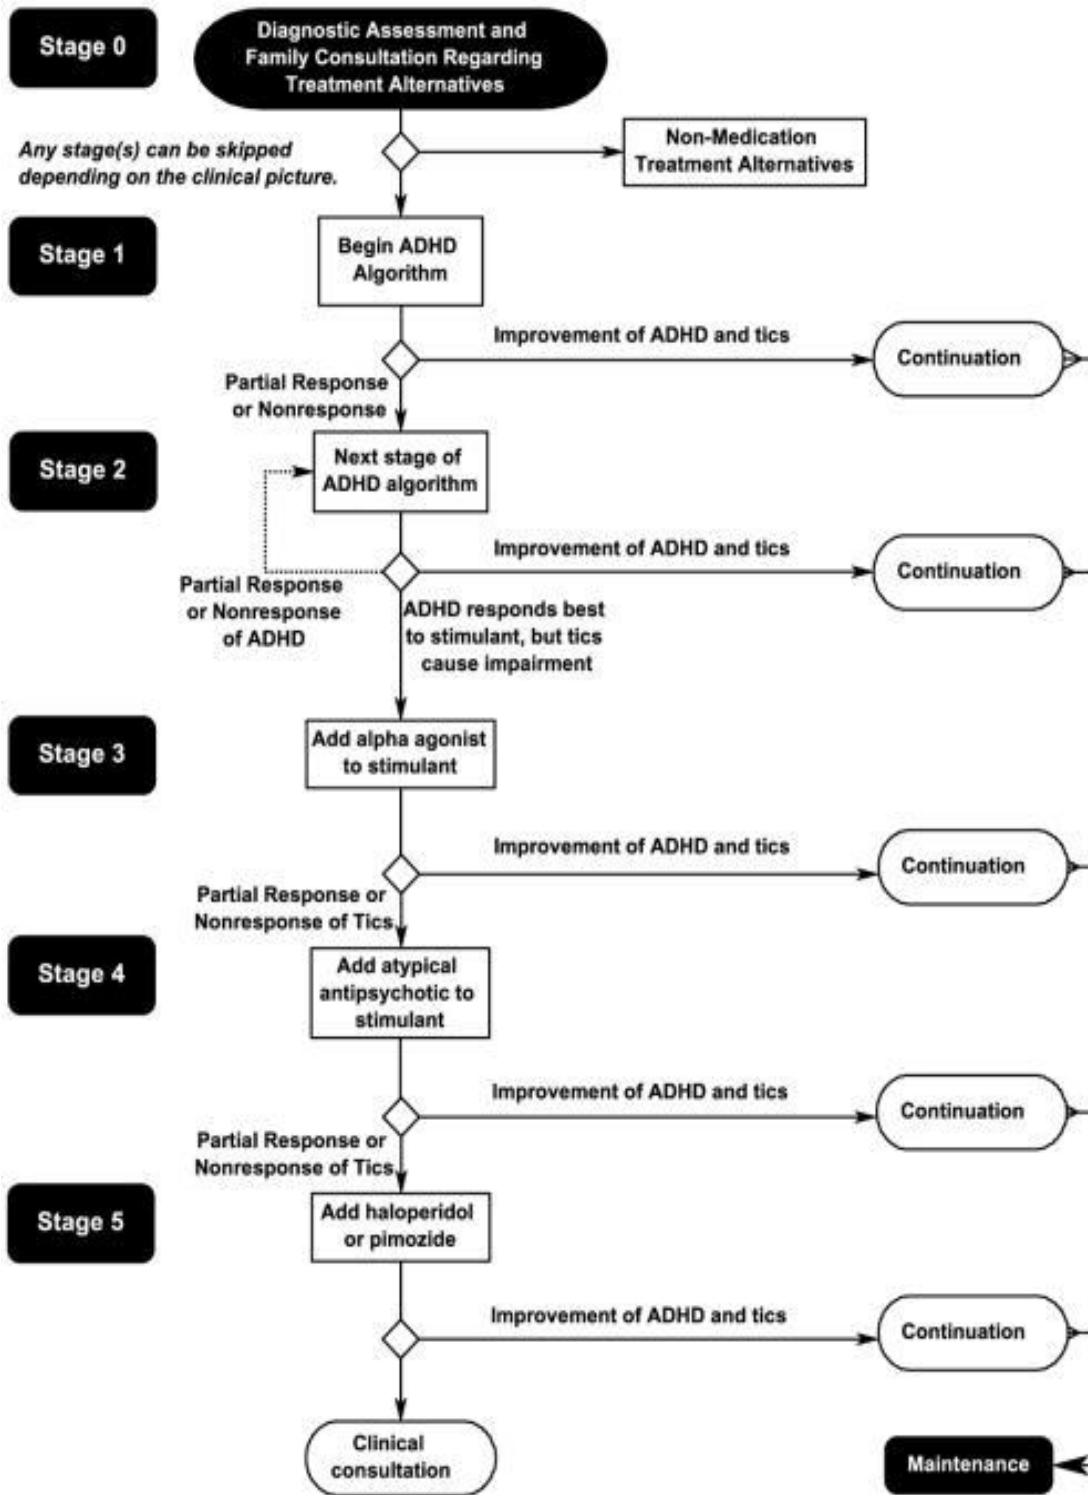 Stage 0
Diagnostic Assessment and
Family Consultation Regarding
Treatment Alternatives
Any stage(s) can be skipped
depending on the clinical picture.
Non-Medication
Treatment Alternatives
Stage 1
Begin ADHD
Algorithm
Improvement of ADHD and tics
Continuation
Partial Response
or Nonresponse
Stage 2
Next stage of
ADHD algorithm
Improvement of ADHD and tics
Continuation
Partial Response
or Nonresponse
of ADHD
ADHD responds best
to stimulant, but tics
cause impairment
Stage 3
Add alpha agonist
to stimulant
Improvement of ADHD and tics
Continuation
Partial Response or
Nonresponse of Tics
Stage 4
Add atypical
antipsychotic to
stimulant
Improvement of ADHD and tics
Continuation
Partial Response or
Nonresponse of Tics
Stage 5
Add haloperidol
or pimozide
Improvement of ADHD and tics
Continuation
Clinical
consultation
Maintenance